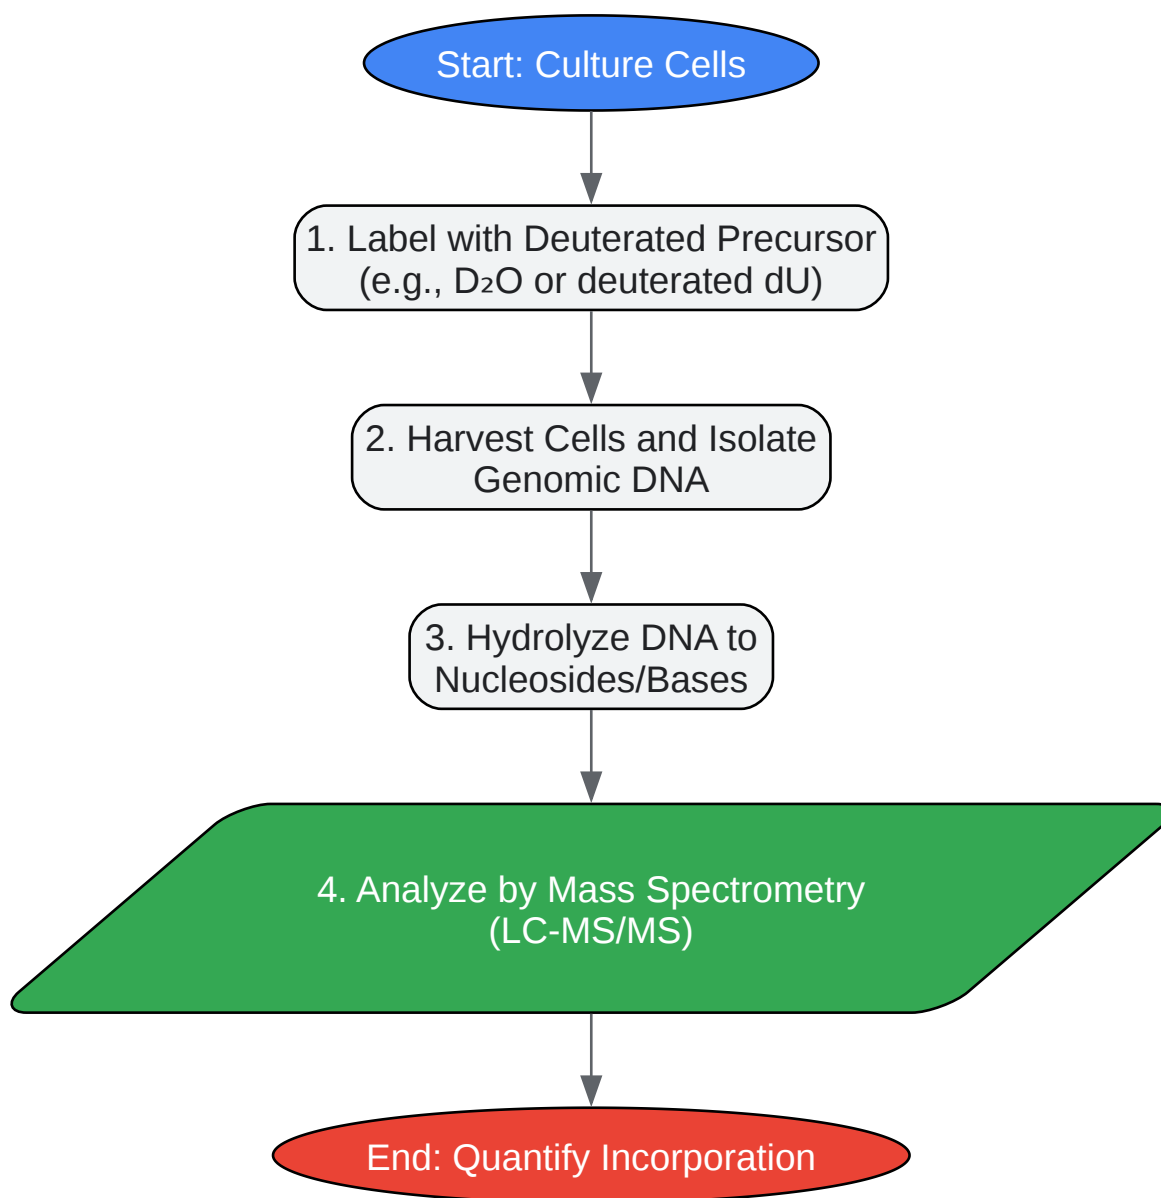 Start: Culture Cells
1. Label with Deuterated Precursor
(e.g., D₂O or deuterated dU)
2. Harvest Cells and Isolate
Genomic DNA
3. Hydrolyze DNA to
Nucleosides/Bases
4. Analyze by Mass Spectrometry
(LC-MS/MS)
End: Quantify Incorporation